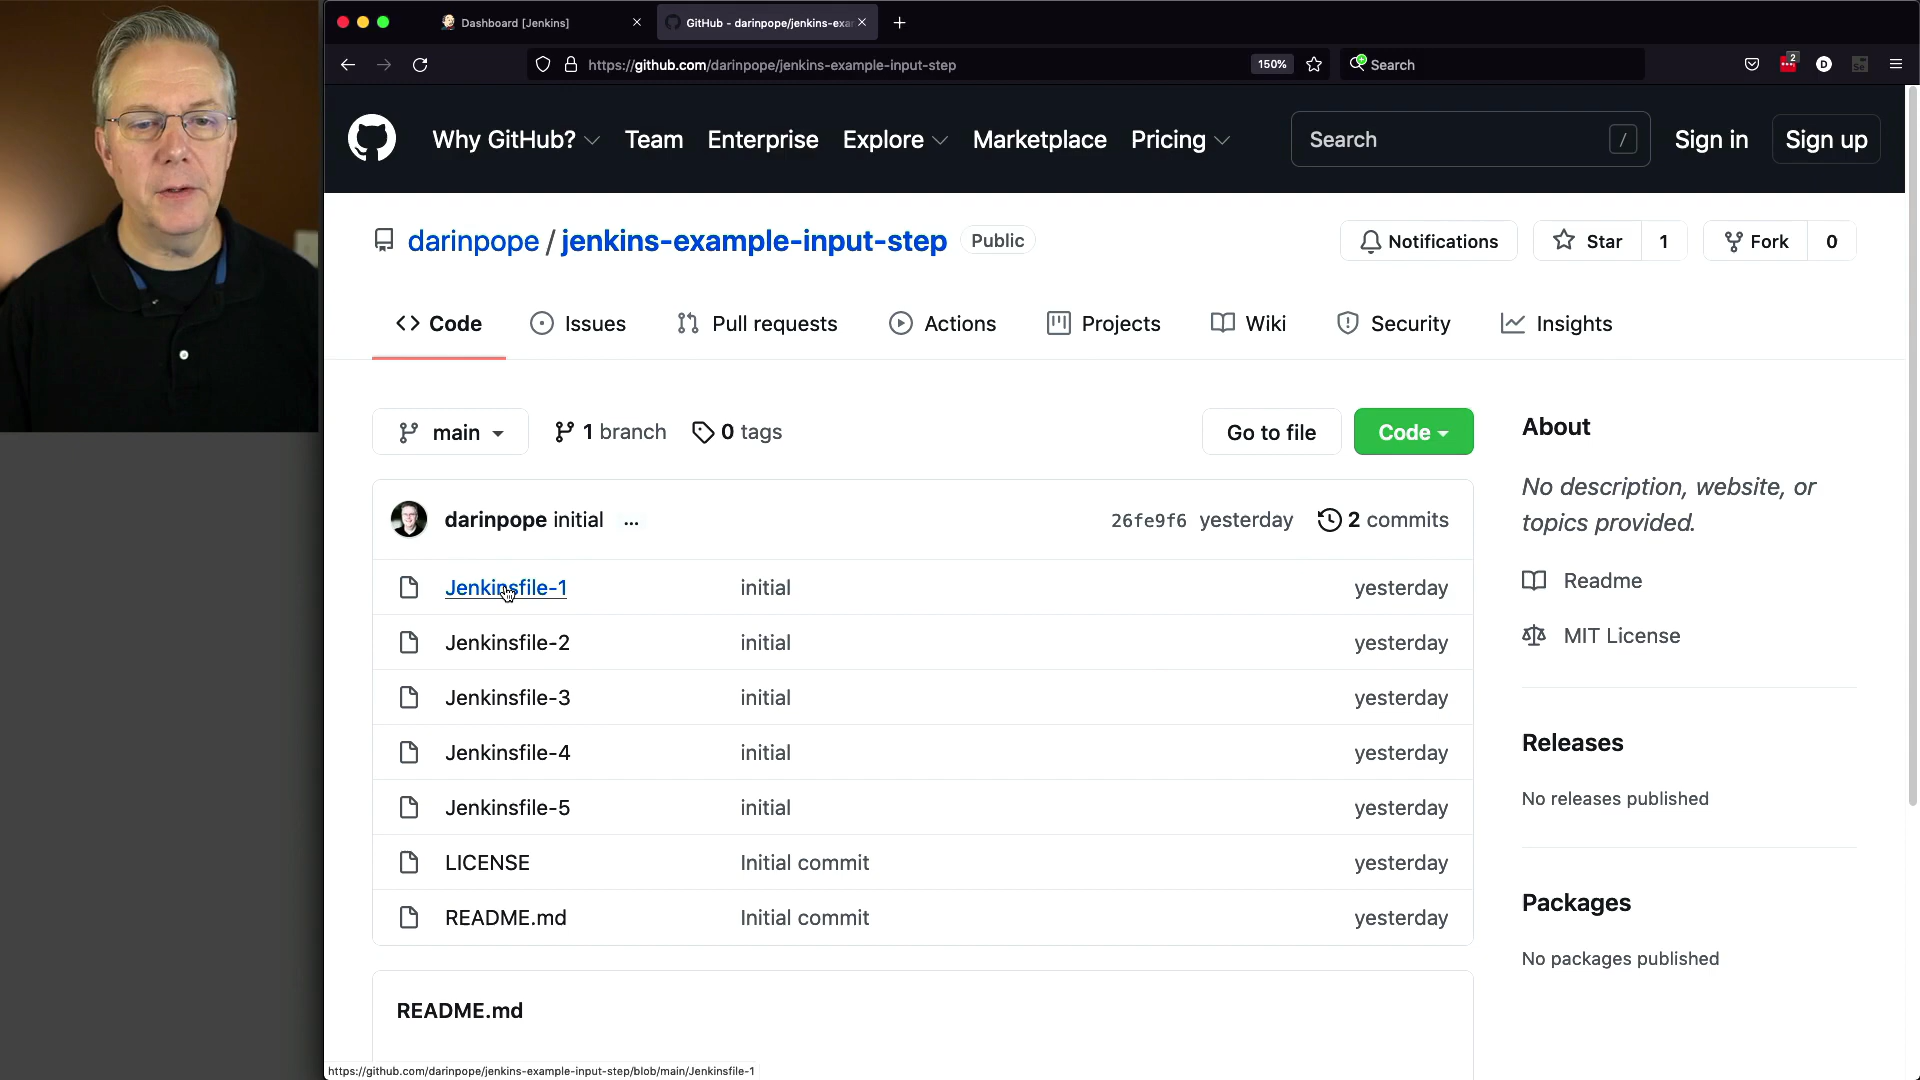 Dashboard [Jenkins]
GitHub - darinpope/jenkins-exa
https://github.com/darinpope/jenkins-example-input-step
150%
Search
2
D
Why GitHub?
Team
Enterprise
Explore
Marketplace
Pricing
Search
/
Sign in
Sign up
darinpope / jenkins-example-input-step
Public
Notifications
Star
1
Fork
0
Code
Issues
Pull requests
Actions
Projects
Wiki
Security
Insights
main
1 branch
0 tags
Go to file
Code
darinpope initial ...
26fe9f6 yesterday
2 commits
Jenkinsfile-1 initial yesterday
Jenkinsfile-2 initial yesterday
Jenkinsfile-3 initial yesterday
Jenkinsfile-4 initial yesterday
Jenkinsfile-5 initial yesterday
LICENSE Initial commit yesterday
README.md Initial commit yesterday
README.md
About
No description, website, or
topics provided.
Readme
MIT License
Releases
No releases published
Packages
No packages published
https://github.com/darinpope/jenkins-example-input-step/blob/main/Jenkinsfile-1